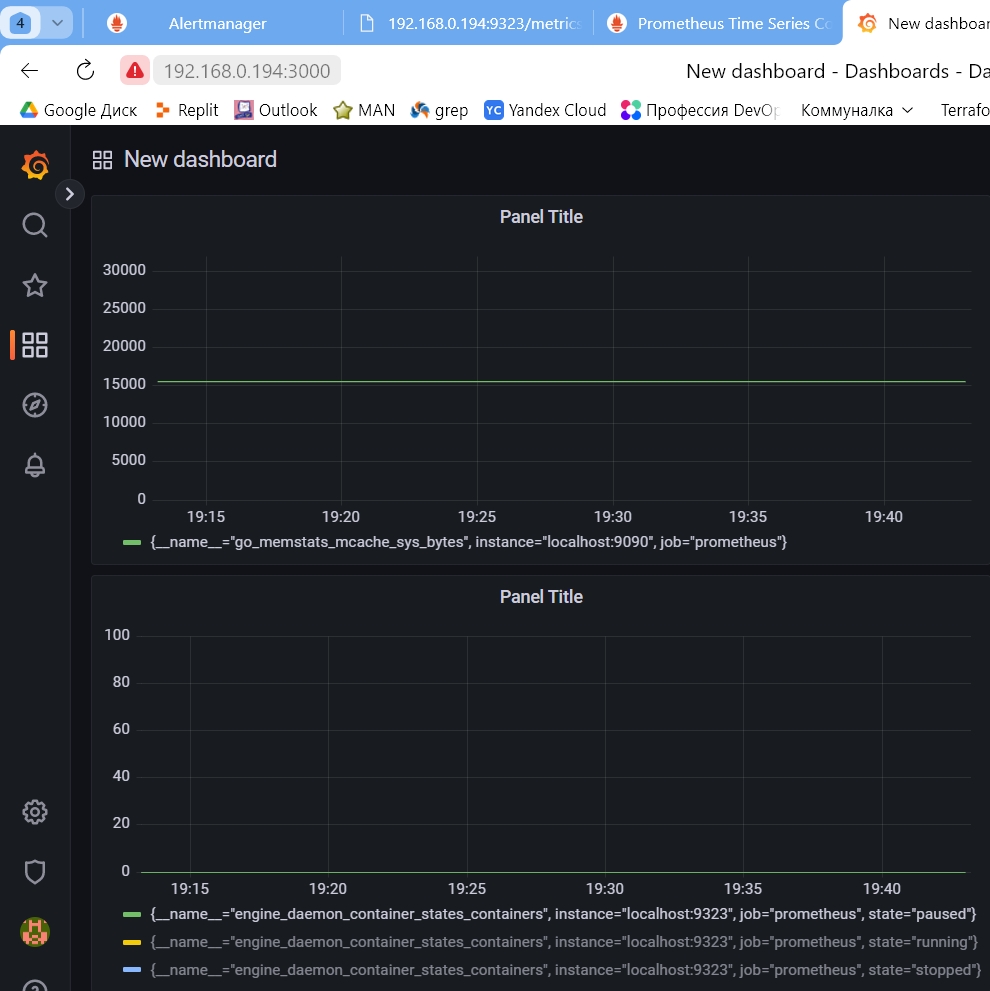 4
Alertmanager
192.168.0.194:9323/metrics
Prometheus Time Series Co
New dashboar
192.168.0.194:3000
New dashboard - Dashboards - Da
Google Диск
Replit
Outlook
MAN
grep
YC Yandex Cloud
Профессия DevOp
Коммуналка
Terrafo
New dashboard
Panel Title
30000
25000
20000
15000
10000
5000
0
19:15 19:20 19:25 19:30 19:35 19:40
{__name__="go_memstats_mcache_sys_bytes", instance="localhost:9090", job="prometheus"}
Panel Title
100
80
60
40
20
0
19:15 19:20 19:25 19:30 19:35 19:40
{__name__="engine_daemon_container_states_containers", instance="localhost:9323", job="prometheus", state="paused"}
{__name__="engine_daemon_container_states_containers", instance="localhost:9323", job="prometheus", state="running"}
{__name__="engine_daemon_container_states_containers", instance="localhost:9323", job="prometheus", state="stopped"}